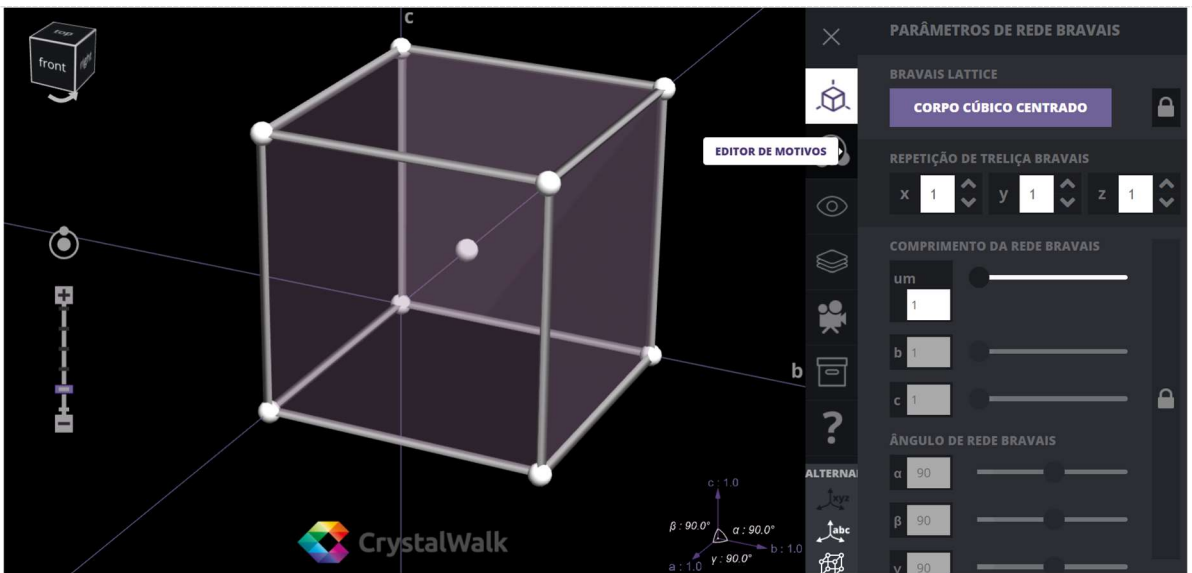 c
top
front
right
b
CrystalWalk
c : 1.0
β : 90.0°
α : 90.0°
b : 1.0
γ : 90.0°
a : 1.0
EDITOR DE MOTIVOS
?
ALTERNA
xyz
abc
PARÂMETROS DE REDE BRAVAIS
BRAVAIS LATTICE
CORPO CÚBICO CENTRADO
REPETIÇÃO DE TRELIÇA BRAVAIS
x 1 y 1 z 1
COMPRIMENTO DA REDE BRAVAIS
um
1
b 1
c 1
ÂNGULO DE REDE BRAVAIS
α 90
β 90
γ 90